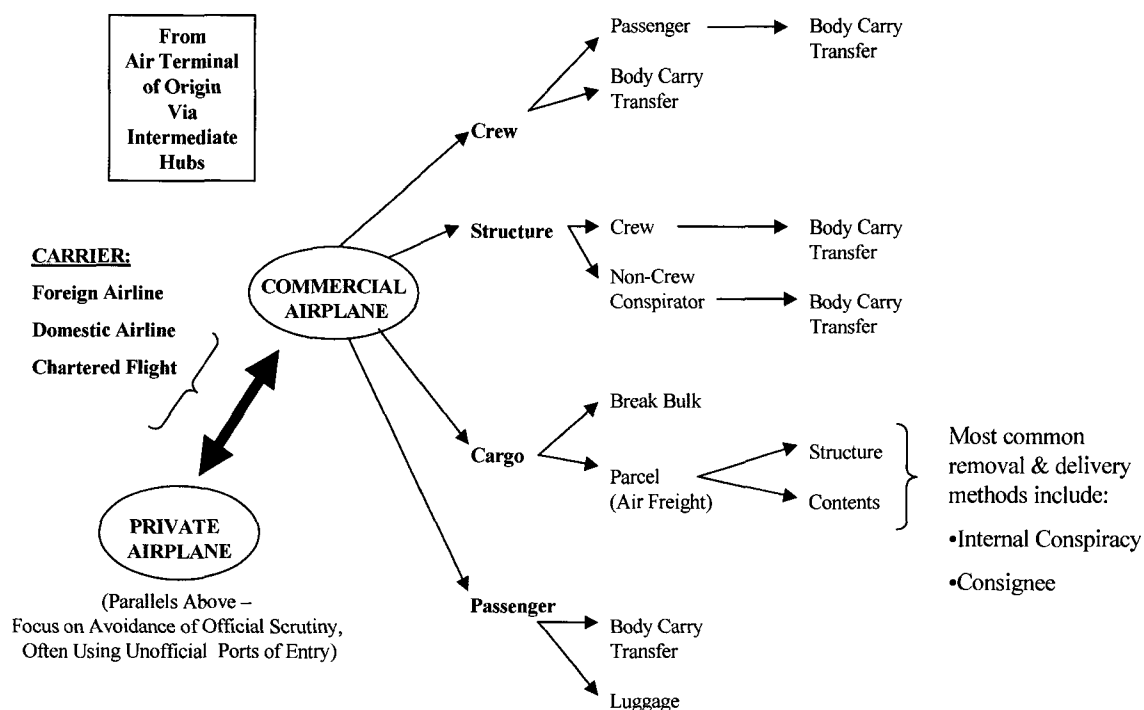 From
Air Terminal
of Origin
Via
Intermediate
Hubs
CARRIER:
Foreign Airline
Domestic Airline
Chartered Flight
COMMERCIAL
AIRPLANE
PRIVATE
AIRPLANE
(Parallels Above –
Focus on Avoidance of Official Scrutiny,
Often Using Unofficial Ports of Entry)
Crew
Passenger
Body Carry
Transfer
Body Carry
Transfer
Structure
Crew
Body Carry
Transfer
Non-Crew
Conspirator
Body Carry
Transfer
Cargo
Break Bulk
Parcel
(Air Freight)
Structure
Contents
Most common
removal & delivery
methods include:
•Internal Conspiracy
•Consignee
Passenger
Body Carry
Transfer
Luggage